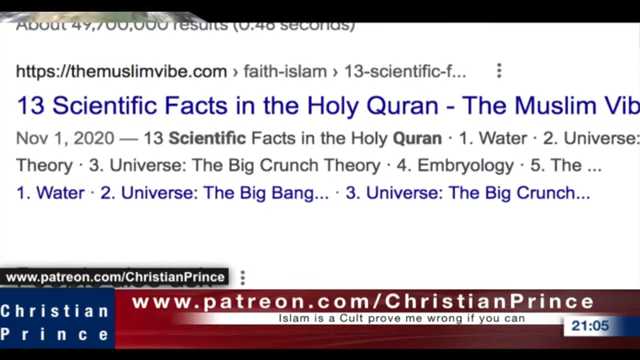 About 49,700,000 results (0.48 seconds)
https://themuslimvibe.com › faith-islam › 13-scientific-f...
13 Scientific Facts in the Holy Quran - The Muslim Vib
Nov 1, 2020 — 13 Scientific Facts in the Holy Quran · 1. Water · 2. Universe:
Theory · 3. Universe: The Big Crunch Theory · 4. Embryology · 5. The ...
1. Water · 2. Universe: The Big Bang... · 3. Universe: The Big Crunch...
www.patreon.com/ChristianPrince
Christian
Prince
www.patreon.com/ChristianPrince
Islam is a Cult prove me wrong if you can
21:05